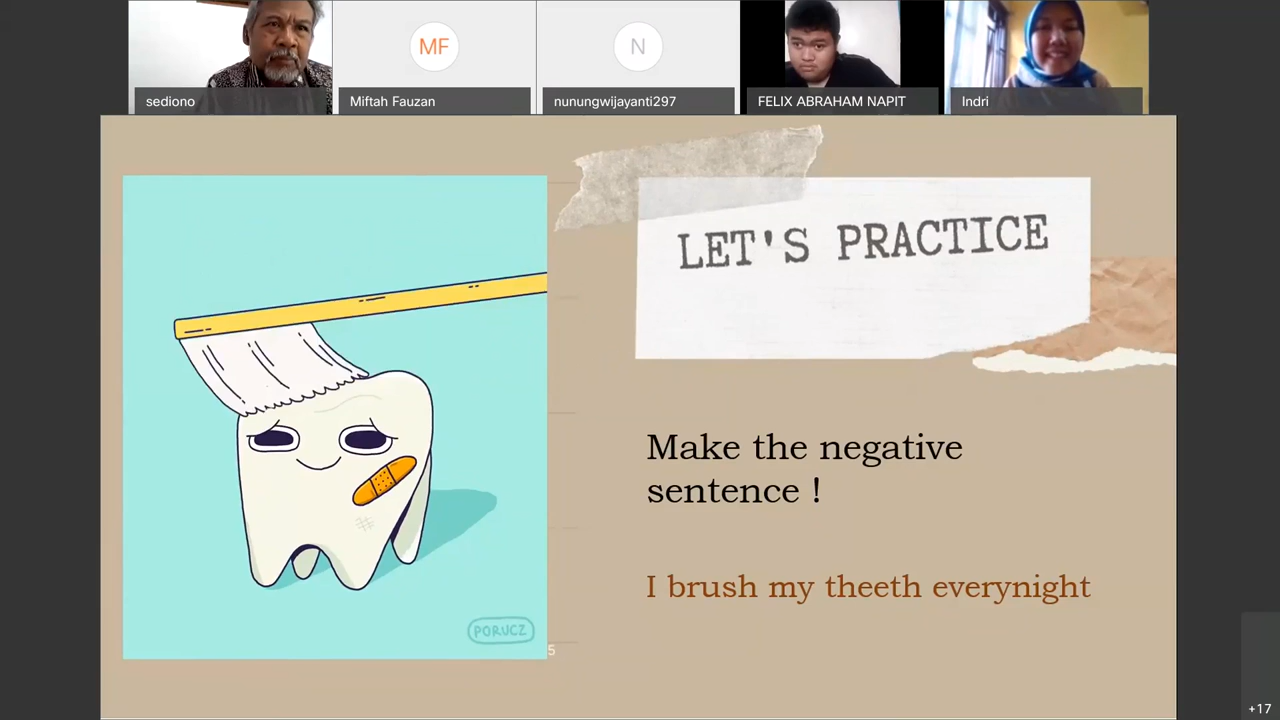 MF
N
sediono
Miftah Fauzan
nunungwijayanti297
FELIX ABRAHAM NAPIT
Indri
LET'S PRACTICE
Make the negative
sentence !
I brush my theeth everynight
PORUCZ
5
+17